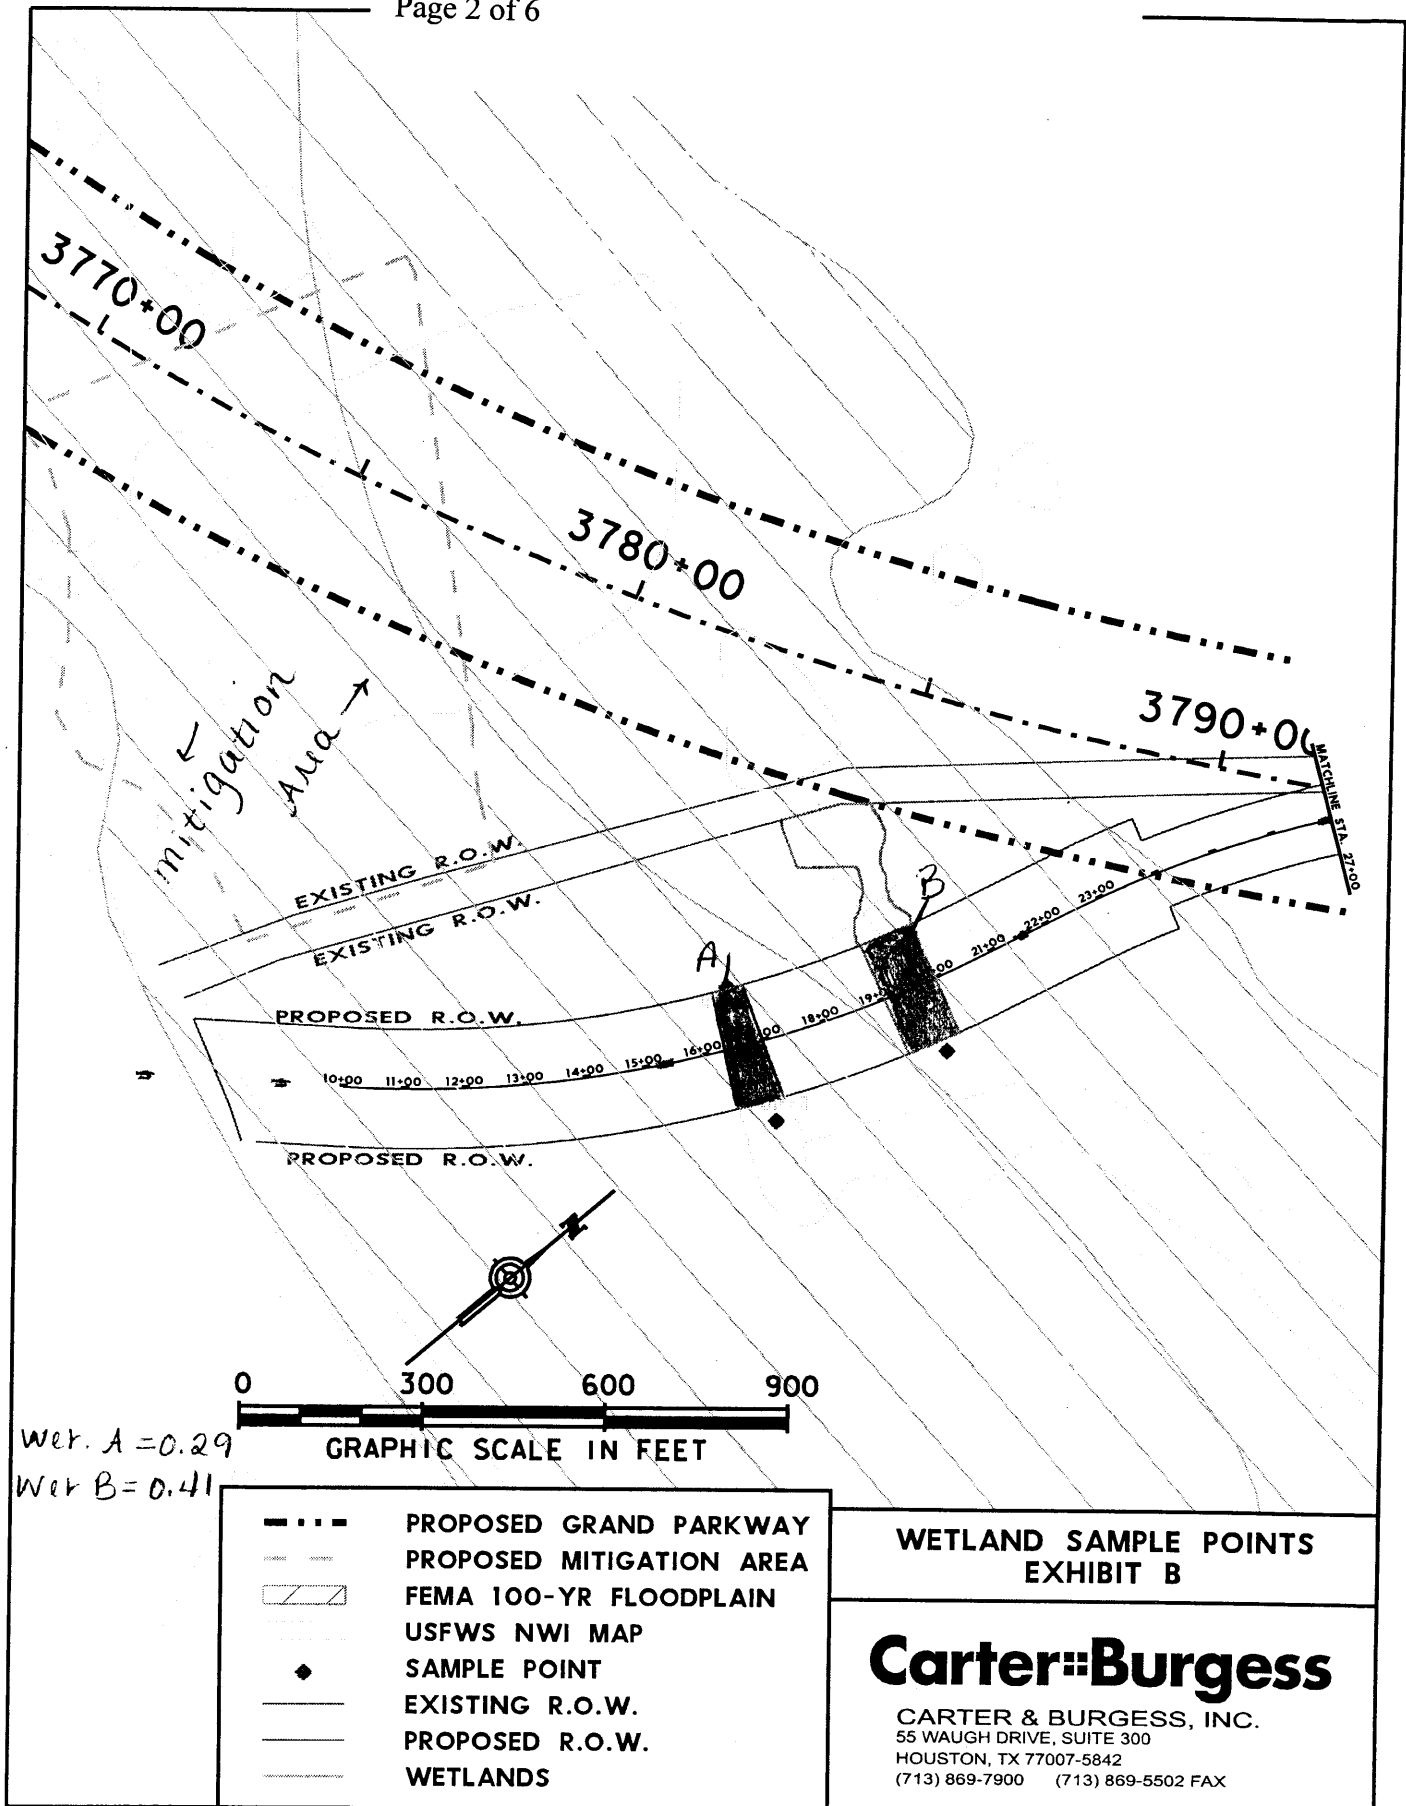 Page 2 of 6
3770+00
3780+00
3790+00
MATCHLINE STA. 27+00
mitigation
Area
EXISTING R.O.W.
EXISTING R.O.W.
A
B
PROPOSED R.O.W.
10+00 11+00 12+00 13+00 14+00 15+00 16+00 00 18+00 19+0 00 21+00 22+00 23+00
PROPOSED R.O.W.
N
0 300 600 900
GRAPHIC SCALE IN FEET
Wet. A = 0.29
Wet B = 0.41
PROPOSED GRAND PARKWAY
PROPOSED MITIGATION AREA
FEMA 100-YR FLOODPLAIN
USFWS NWI MAP
SAMPLE POINT
EXISTING R.O.W.
PROPOSED R.O.W.
WETLANDS
WETLAND SAMPLE POINTS
EXHIBIT B
Carter::Burgess
CARTER & BURGESS, INC.
55 WAUGH DRIVE, SUITE 300
HOUSTON, TX 77007-5842
(713) 869-7900 (713) 869-5502 FAX